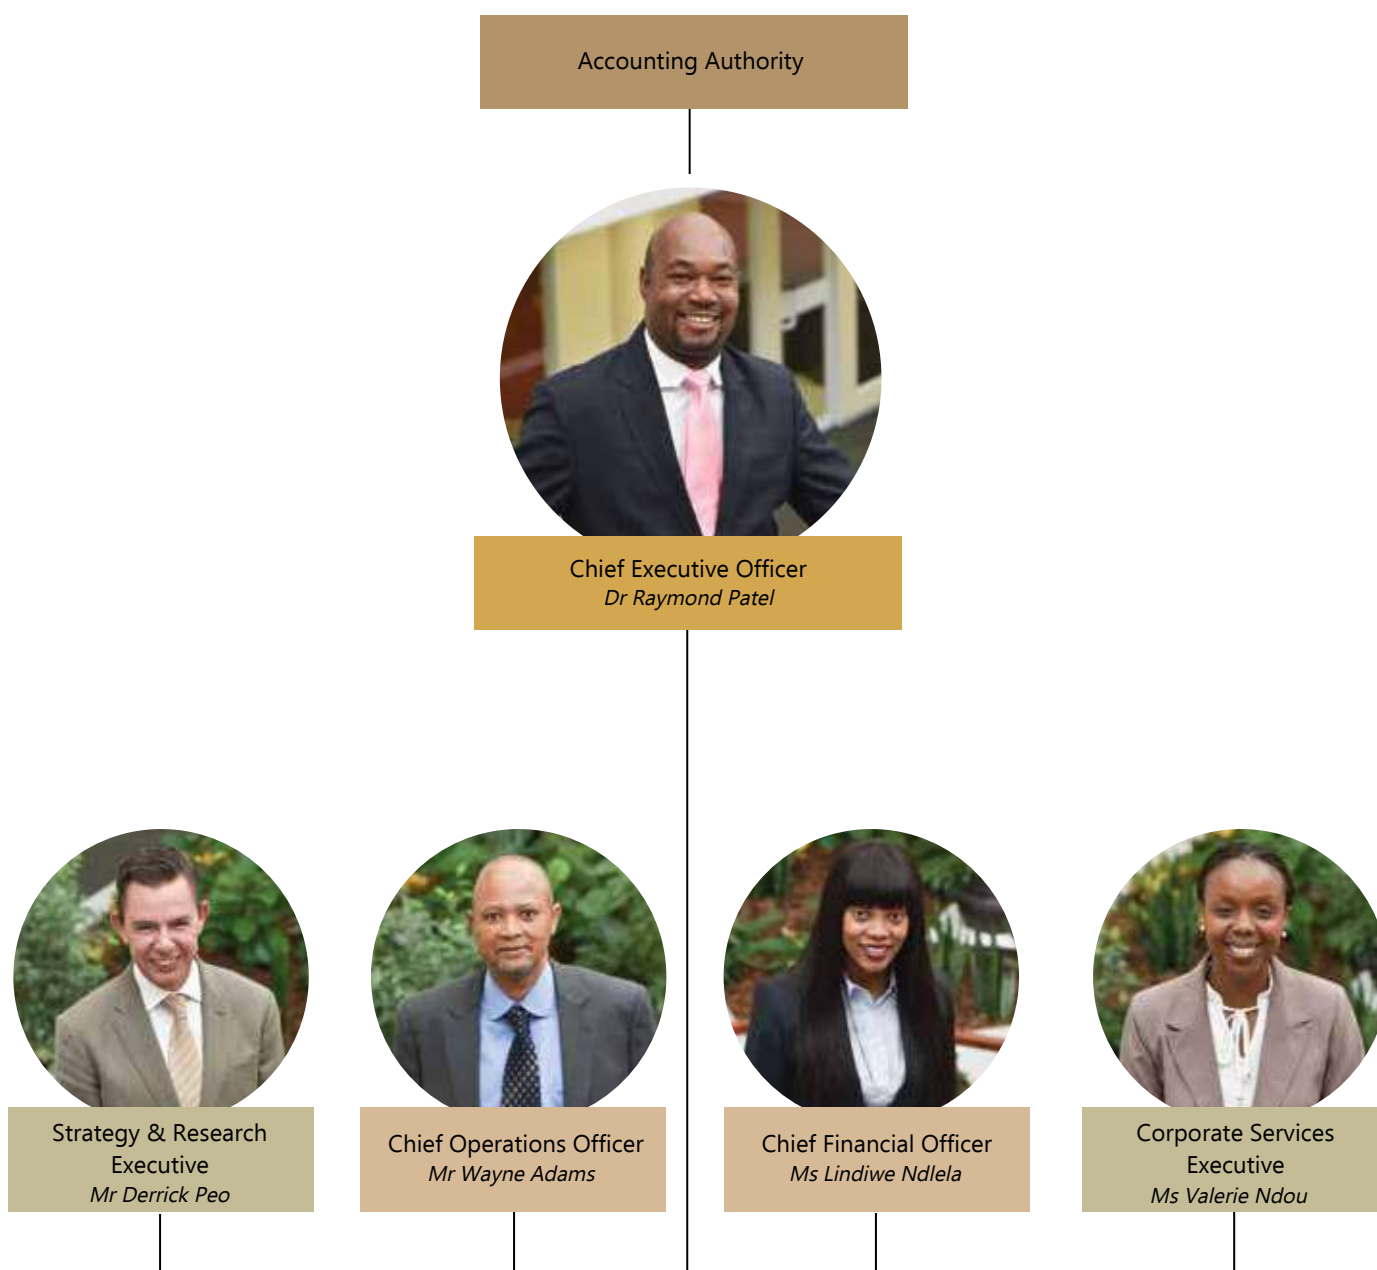 Accounting Authority
Chief Executive Officer
Dr Raymond Patel
Strategy & Research
Executive
Mr Derrick Peo
Chief Operations Officer
Mr Wayne Adams
Chief Financial Officer
Ms Lindiwe Ndlela
Corporate Services
Executive
Ms Valerie Ndou